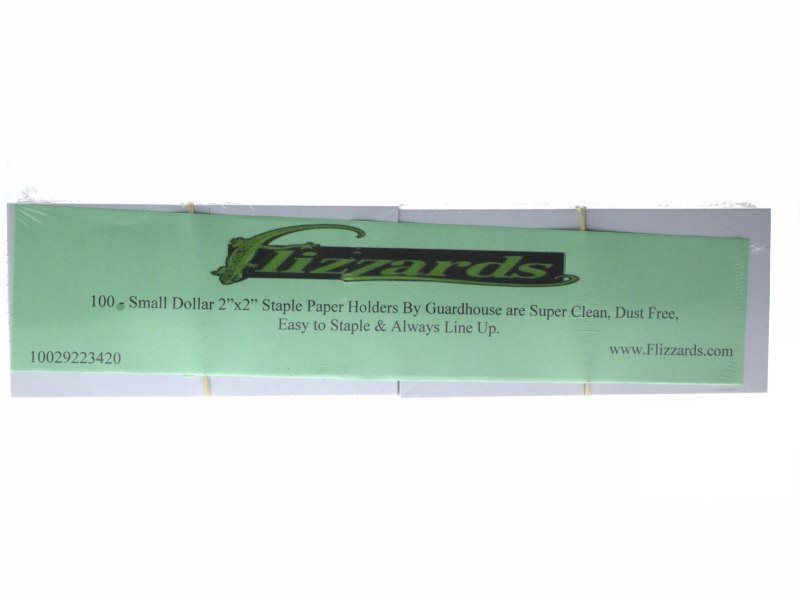 Flizzards
100 - Small Dollar 2”x2” Staple Paper Holders By Guardhouse are Super Clean, Dust Free,
Easy to Staple & Always Line Up.
10029223420
www.Flizzards.com